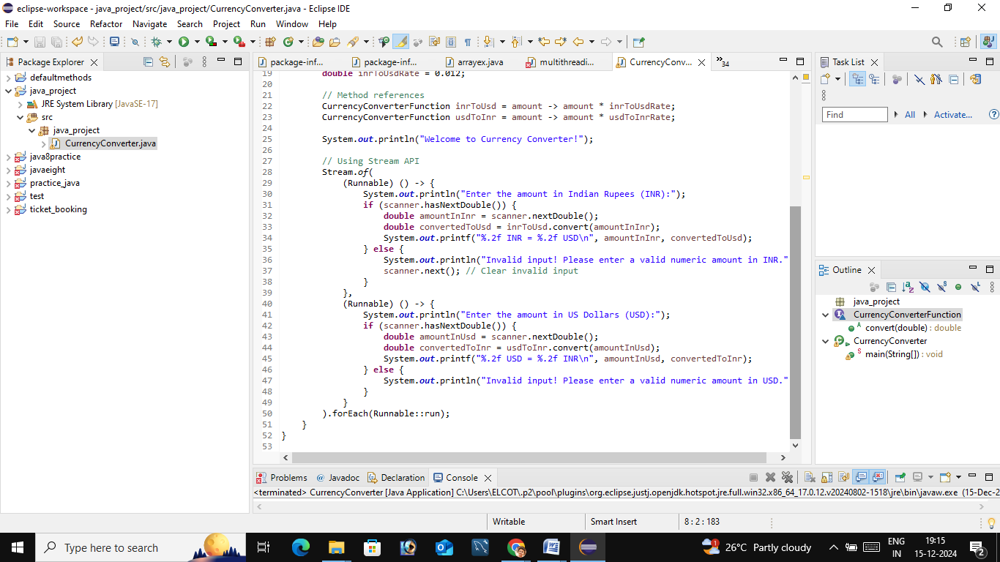 eclipse-workspace - java_project/src/java_project/CurrencyConverter.java - Eclipse IDE
File Edit Source Refactor Navigate Search Project Run Window Help
Package Explorer
defaultmethods
java_project
JRE System Library [JavaSE-17]
src
java_project
CurrencyConverter.java
java8practice
javaeight
practice_java
test
ticket_booking
package-inf... package-inf... arrayex.java multithreadi... CurrencyConv... »34
19 double inrToUsdRate = 0.012;
20
21 // Method references
22 CurrencyConverterFunction inrToUsd = amount -> amount * inrToUsdRate;
23 CurrencyConverterFunction usdToInr = amount -> amount * usdToInrRate;
24
25 System.out.println("Welcome to Currency Converter!");
26
27 // Using Stream API
28 Stream.of(
29 (Runnable) () -> {
30 System.out.println("Enter the amount in Indian Rupees (INR):");
31 if (scanner.hasNextDouble()) {
32 double amountInInr = scanner.nextDouble();
33 double convertedToUsd = inrToUsd.convert(amountInInr);
34 System.out.printf("%.2f INR = %.2f USD\n", amountInInr, convertedToUsd);
35 } else {
36 System.out.println("Invalid input! Please enter a valid numeric amount in INR."
37 scanner.next(); // Clear invalid input
38 }
39 },
40 (Runnable) () -> {
41 System.out.println("Enter the amount in US Dollars (USD):");
42 if (scanner.hasNextDouble()) {
43 double amountInUsd = scanner.nextDouble();
44 double convertedToInr = usdToInr.convert(amountInUsd);
45 System.out.printf("%.2f USD = %.2f INR\n", amountInUsd, convertedToInr);
46 } else {
47 System.out.println("Invalid input! Please enter a valid numeric amount in USD."
48 }
49 }
50 ).forEach(Runnable::run);
51 }
52 }
53
Task List
Find All Activate...
Outline
java_project
CurrencyConverterFunction
convert(double) : double
CurrencyConverter
main(String[]) : void
Problems @ Javadoc Declaration Console
<terminated> CurrencyConverter [Java Application] C:\Users\ELCOT\.p2\pool\plugins\org.eclipse.justj.openjdk.hotspot.jre.full.win32.x86_64_17.0.12.v20240802-1518\jre\bin\javaw.exe (15-Dec-2
Writable Smart Insert 8 : 2 : 183
Type here to search
1
26°C Partly cloudy
ENG
IN
19:15
15-12-2024
2